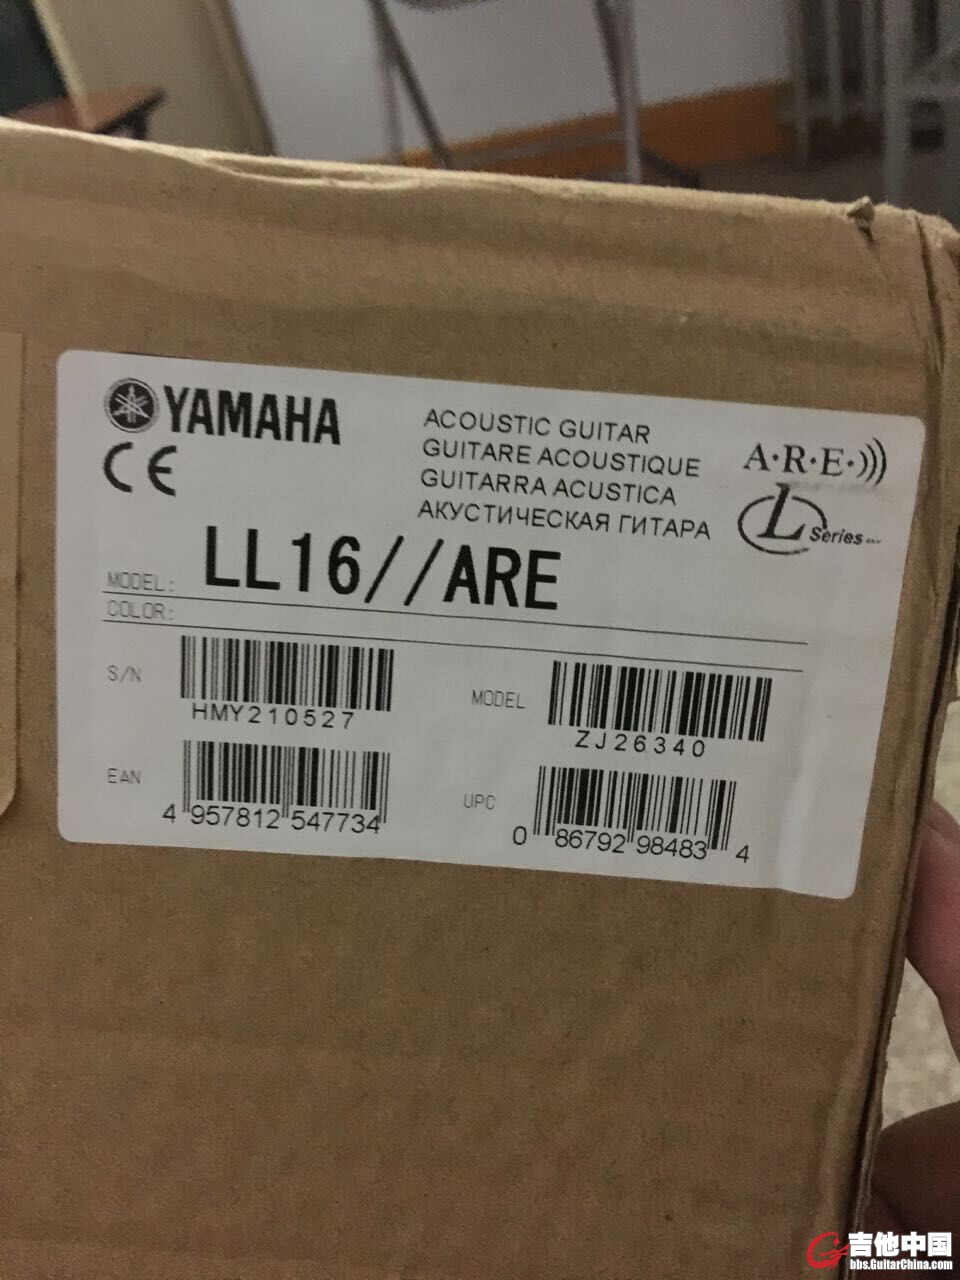 YAMAHA
CE
ACOUSTIC GUITAR
GUITARE ACOUSTIQUE
GUITARRA ACUSTICA
АКУСТИЧЕСКАЯ ГИТАРА
A·R·E·)))
L Series
MODEL: LL16//ARE
COLOR:
S/N
HMY210527
MODEL
ZJ26340
EAN
4 957812 547734
UPC
0 86792 98483 4
吉他中国
bbs.GuitarChina.com